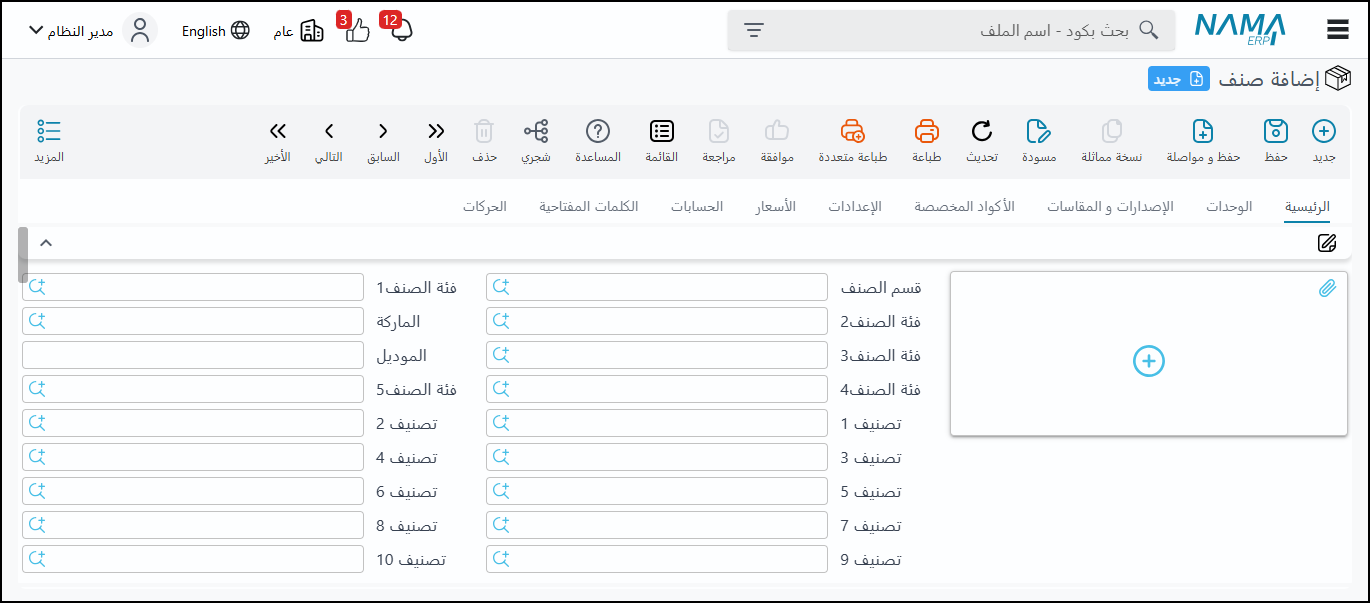 NAMA ERP
بحث بكود - اسم الملف
12
3
عام
English
مدير النظام
إضافة صنف جديد
جديد حفظ حفظ و مواصلة نسخة مماثلة مسودة تحديث طباعة طباعة متعددة موافقة مراجعة القائمة المساعدة شجري حذف الأول السابق التالي الأخير المزيد
الرئيسية الوحدات الإصدارات و المقاسات الأكواد المخصصة الإعدادات الأسعار الحسابات الكلمات المفتاحية الحركات
قسم الصنف فئة الصنف1
فئة الصنف2 الماركة
فئة الصنف3 الموديل
فئة الصنف4 فئة الصنف5
تصنيف 1 تصنيف 2
تصنيف 3 تصنيف 4
تصنيف 5 تصنيف 6
تصنيف 7 تصنيف 8
تصنيف 9 تصنيف 10